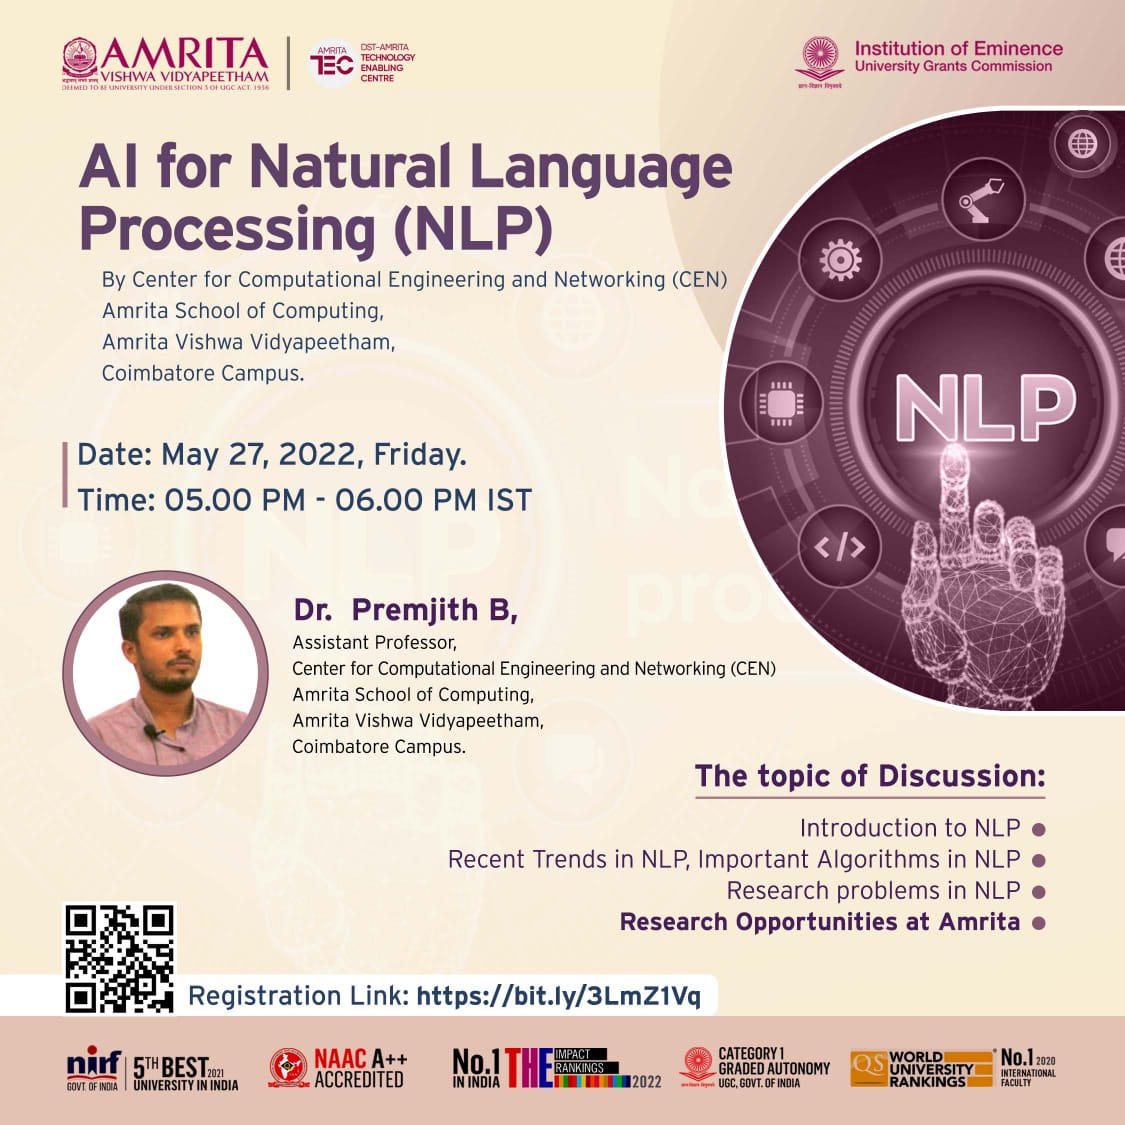 AMRITA
VISHWA VIDYAPEETHAM
DEEMED TO BE UNIVERSITY UNDER SECTION 3 OF UGC ACT, 1956
AMRITA
TEC
DST-AMRITA
TECHNOLOGY
ENABLING
CENTRE
Institution of Eminence
University Grants Commission
ज्ञान-विज्ञान विमुक्तये
AI for Natural Language
Processing (NLP)
By Center for Computational Engineering and Networking (CEN)
Amrita School of Computing,
Amrita Vishwa Vidyapeetham,
Coimbatore Campus.
NLP
</>
Date: May 27, 2022, Friday.
Time: 05.00 PM - 06.00 PM IST
Dr. Premjith B,
Assistant Professor,
Center for Computational Engineering and Networking (CEN)
Amrita School of Computing,
Amrita Vishwa Vidyapeetham,
Coimbatore Campus.
The topic of Discussion:
Introduction to NLP
Recent Trends in NLP, Important Algorithms in NLP
Research problems in NLP
Research Opportunities at Amrita
Registration Link: https://bit.ly/3LmZ1Vq
nirf
GOVT. OF INDIA
5TH BEST 2021
UNIVERSITY IN INDIA
NAAC A++
ACCREDITED
No.1
IN INDIA
THE
IMPACT
RANKINGS
2022
CATEGORY 1
GRADED AUTONOMY
UGC, GOVT. OF INDIA
QS
WORLD
UNIVERSITY
RANKINGS
No.1 2020
INTERNATIONAL
FACULTY